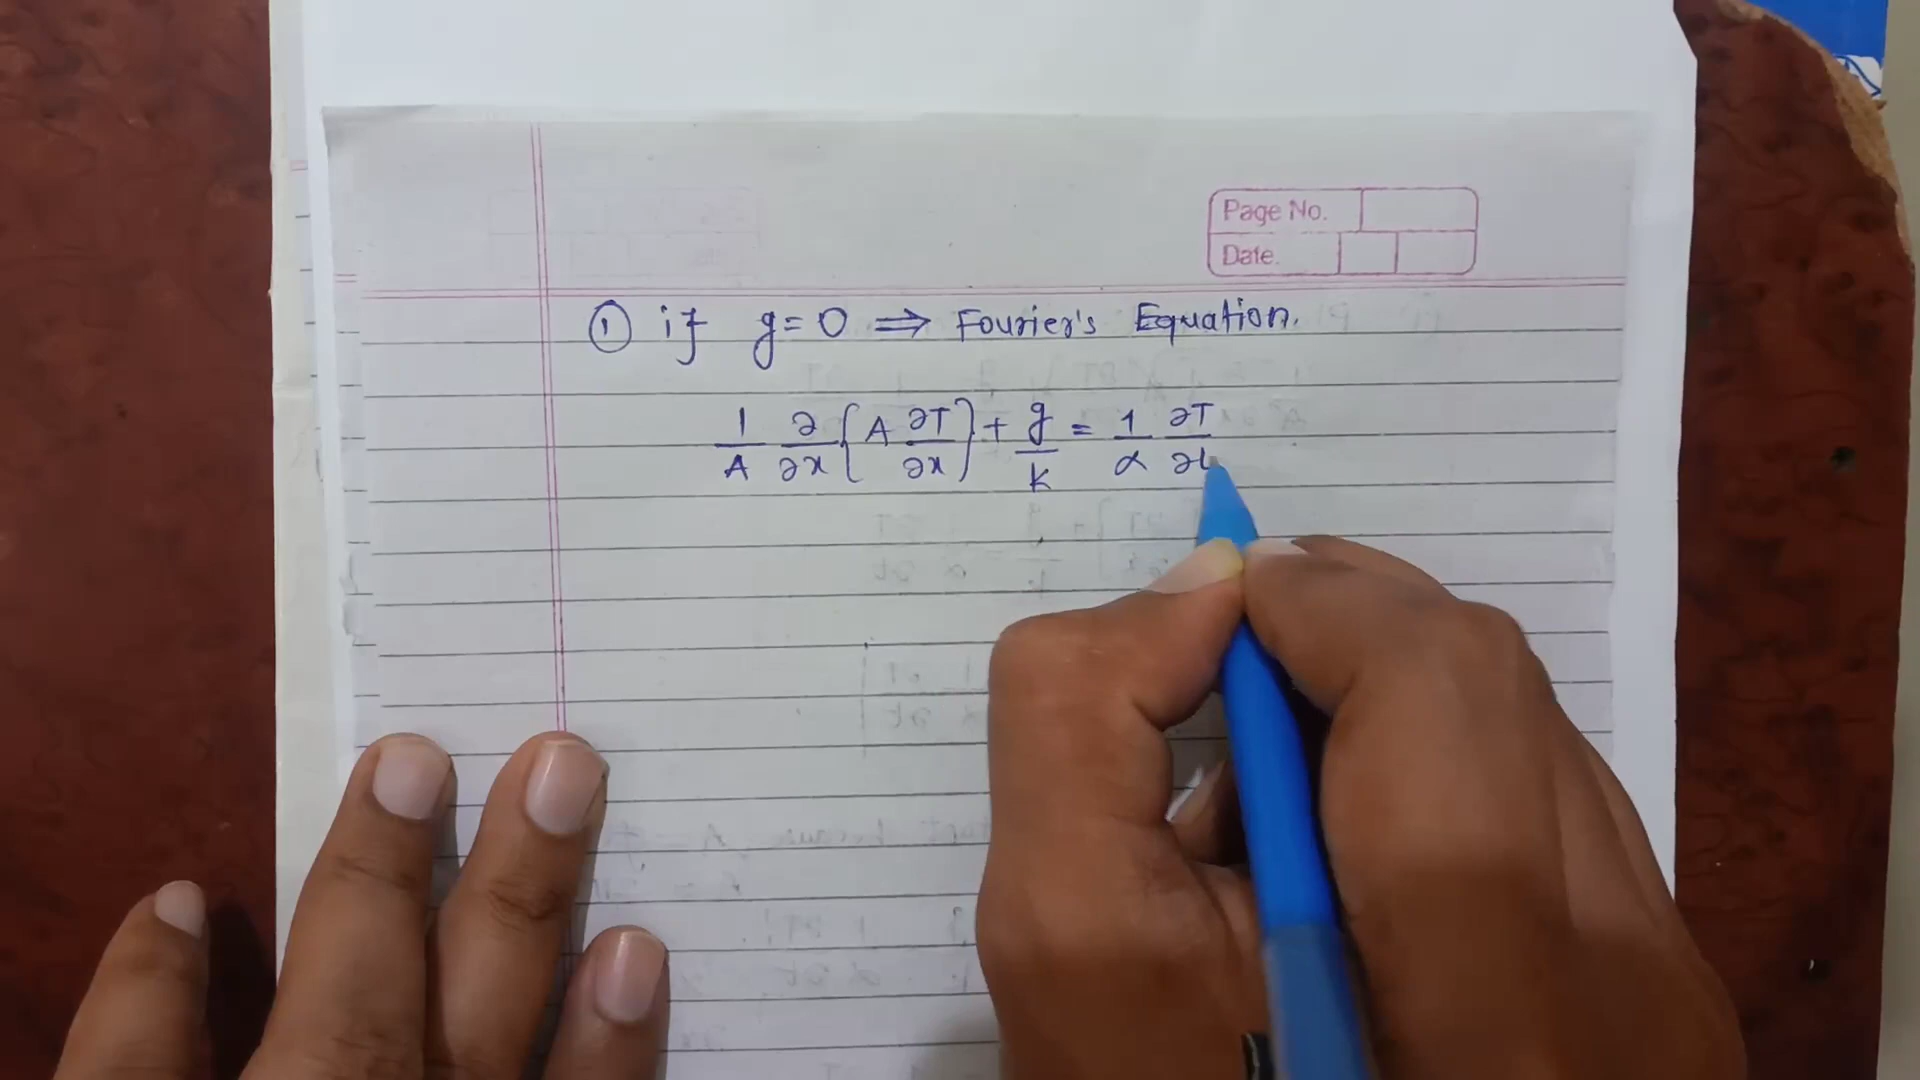 Page No.
Date.
① if g=0 ⇒ Fourier's Equation.
1/A ∂/∂x {A ∂T/∂x} + g/k = 1/α ∂T/∂t